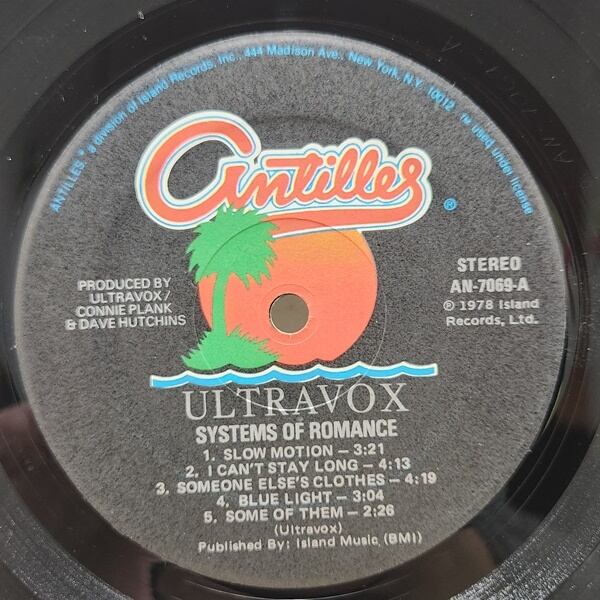 ANTILLES™ a division of Island Records, Inc., 444 Madison Ave., New York, N.Y. 10012 ™ used under license
Antilles®
PRODUCED BY
ULTRAVOX/
CONNIE PLANK
& DAVE HUTCHINS
STEREO
AN-7069-A
℗ 1978 Island
Records, Ltd.
ULTRAVOX
SYSTEMS OF ROMANCE
1. SLOW MOTION – 3:21
2. I CAN'T STAY LONG – 4:13
3. SOMEONE ELSE'S CLOTHES – 4:19
4. BLUE LIGHT – 3:04
5. SOME OF THEM – 2:26
(Ultravox)
Published By: Island Music (BMI)